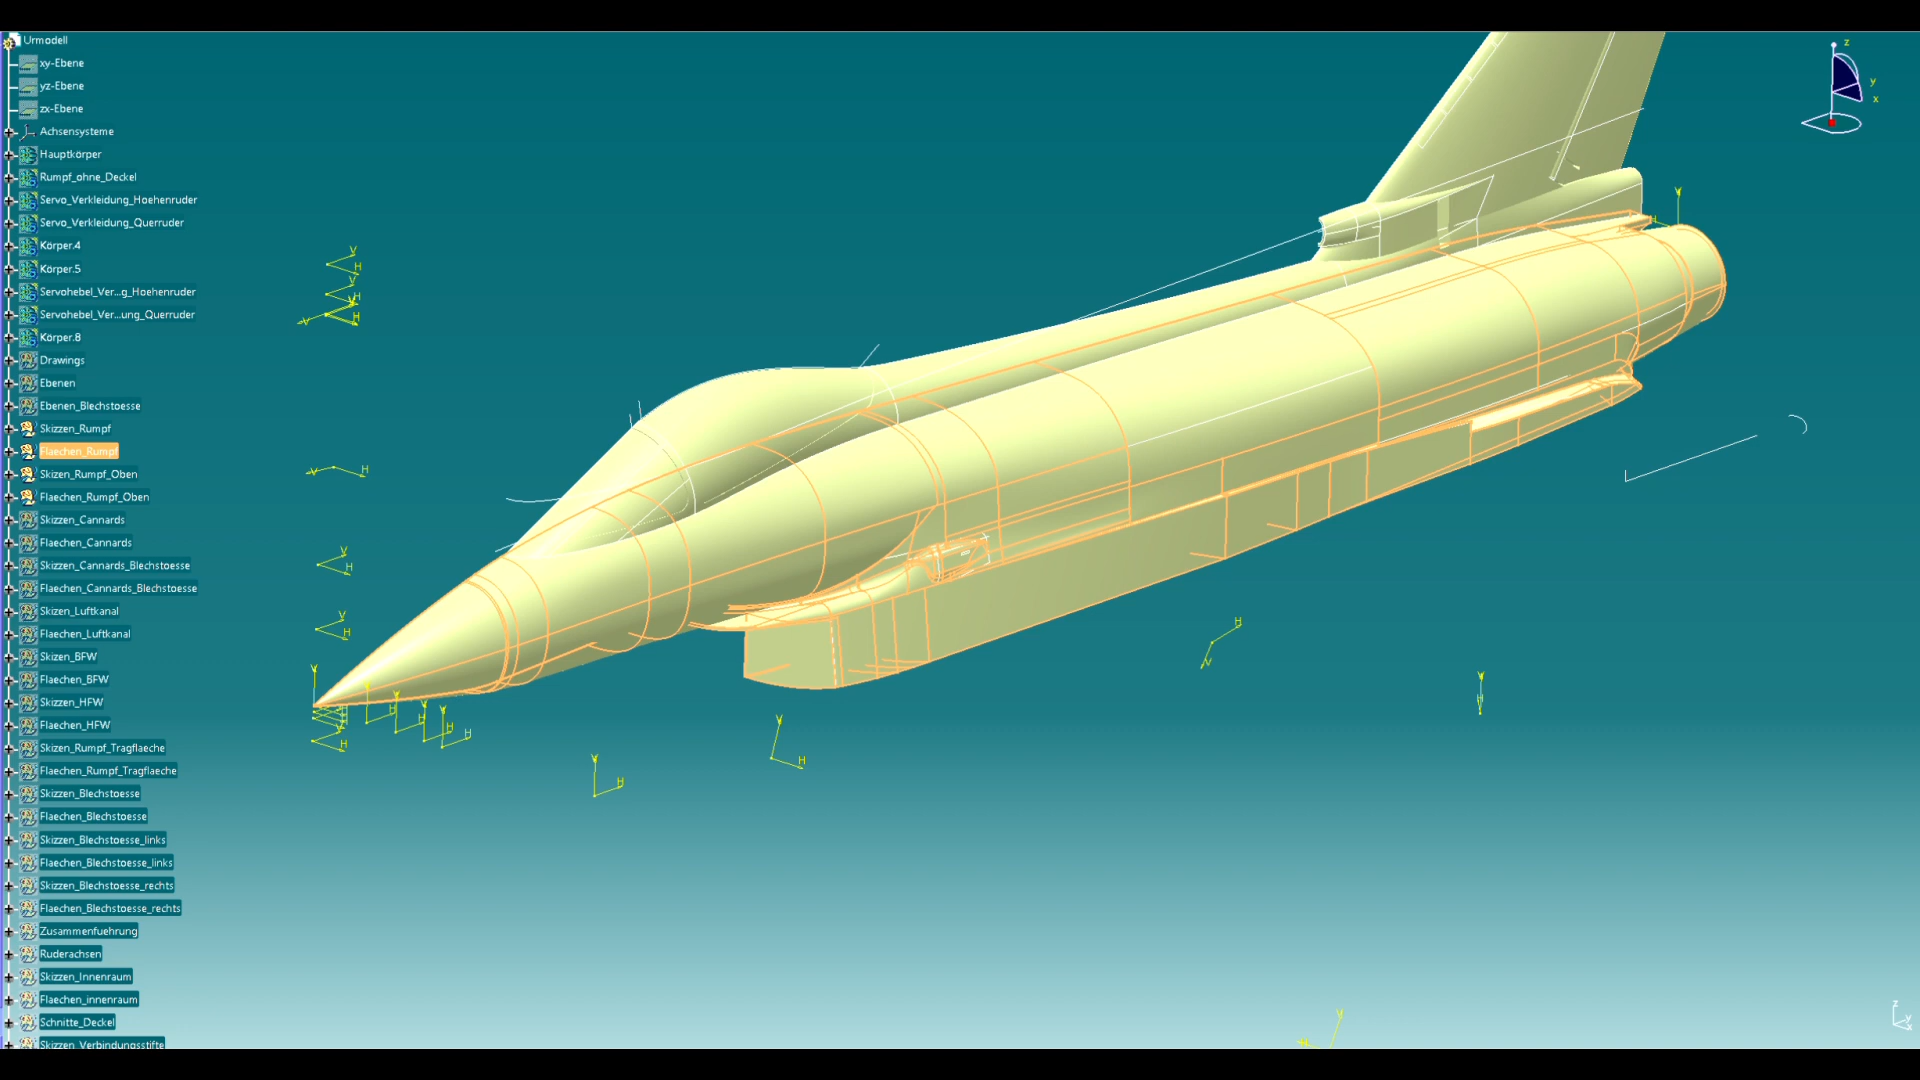 Urmodell
xy-Ebene
yz-Ebene
zx-Ebene
Achsensysteme
Hauptkörper
Rumpf_ohne_Deckel
Servo_Verkleidung_Hoehenruder
Servo_Verkleidung_Querruder
Körper.4
Körper.5
Servohebel_Ver...g_Hoehenruder
Servohebel_Ver...ung_Querruder
Körper.8
Drawings
Ebenen
Ebenen_Blechstoesse
Skizzen_Rumpf
Flaechen_Rumpf
Skizen_Rumpf_Oben
Flaechen_Rumpf_Oben
Skizzen_Cannards
Flaechen_Cannards
Skizzen_Cannards_Blechstoesse
Flaechen_Cannards_Blechstoesse
Skizen_Luftkanal
Flaechen_Luftkanal
Skizen_BFW
Flaechen_BFW
Skizzen_HFW
Flaechen_HFW
Skizen_Rumpf_Tragflaeche
Flaechen_Rumpf_Tragflaeche
Skizzen_Blechstoesse
Flaechen_Blechstoesse
Skizzen_Blechstoesse_links
Flaechen_Blechstoesse_links
Skizzen_Blechstoesse_rechts
Flaechen_Blechstoesse_rechts
Zusammenfuehrung
Ruderachsen
Skizzen_Innenraum
Flaechen_innenraum
Schnitte_Deckel
Skizzen_Verbindungsstifte
z
y
x